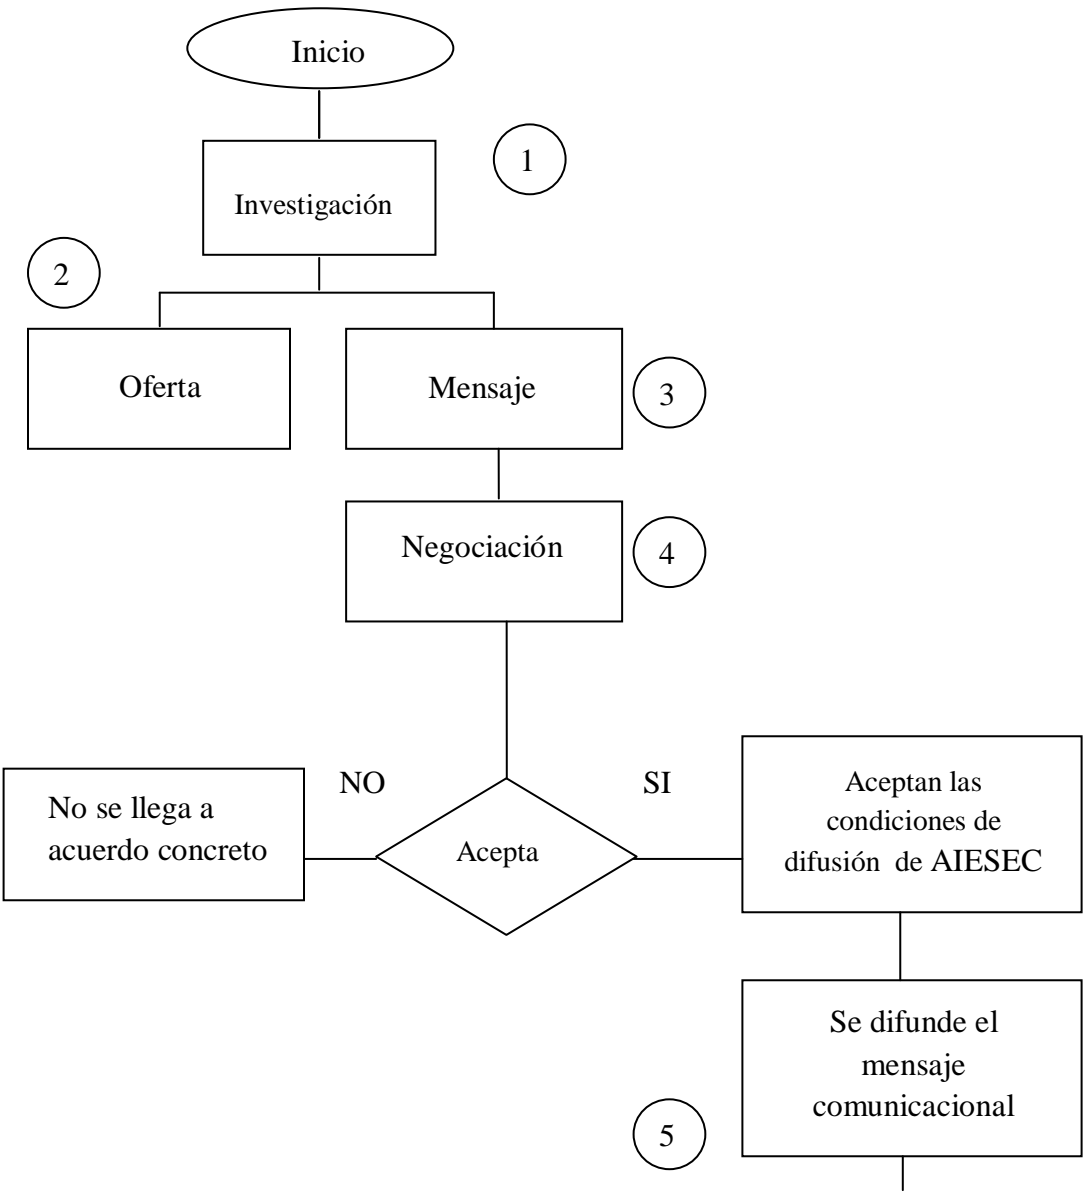 Inicio
1
Investigación
2
Oferta
Mensaje
3
Negociación
4
NO
SI
No se llega a
acuerdo concreto
Acepta
Aceptan las
condiciones de
difusión de AIESEC
Se difunde el
mensaje
comunicacional
5